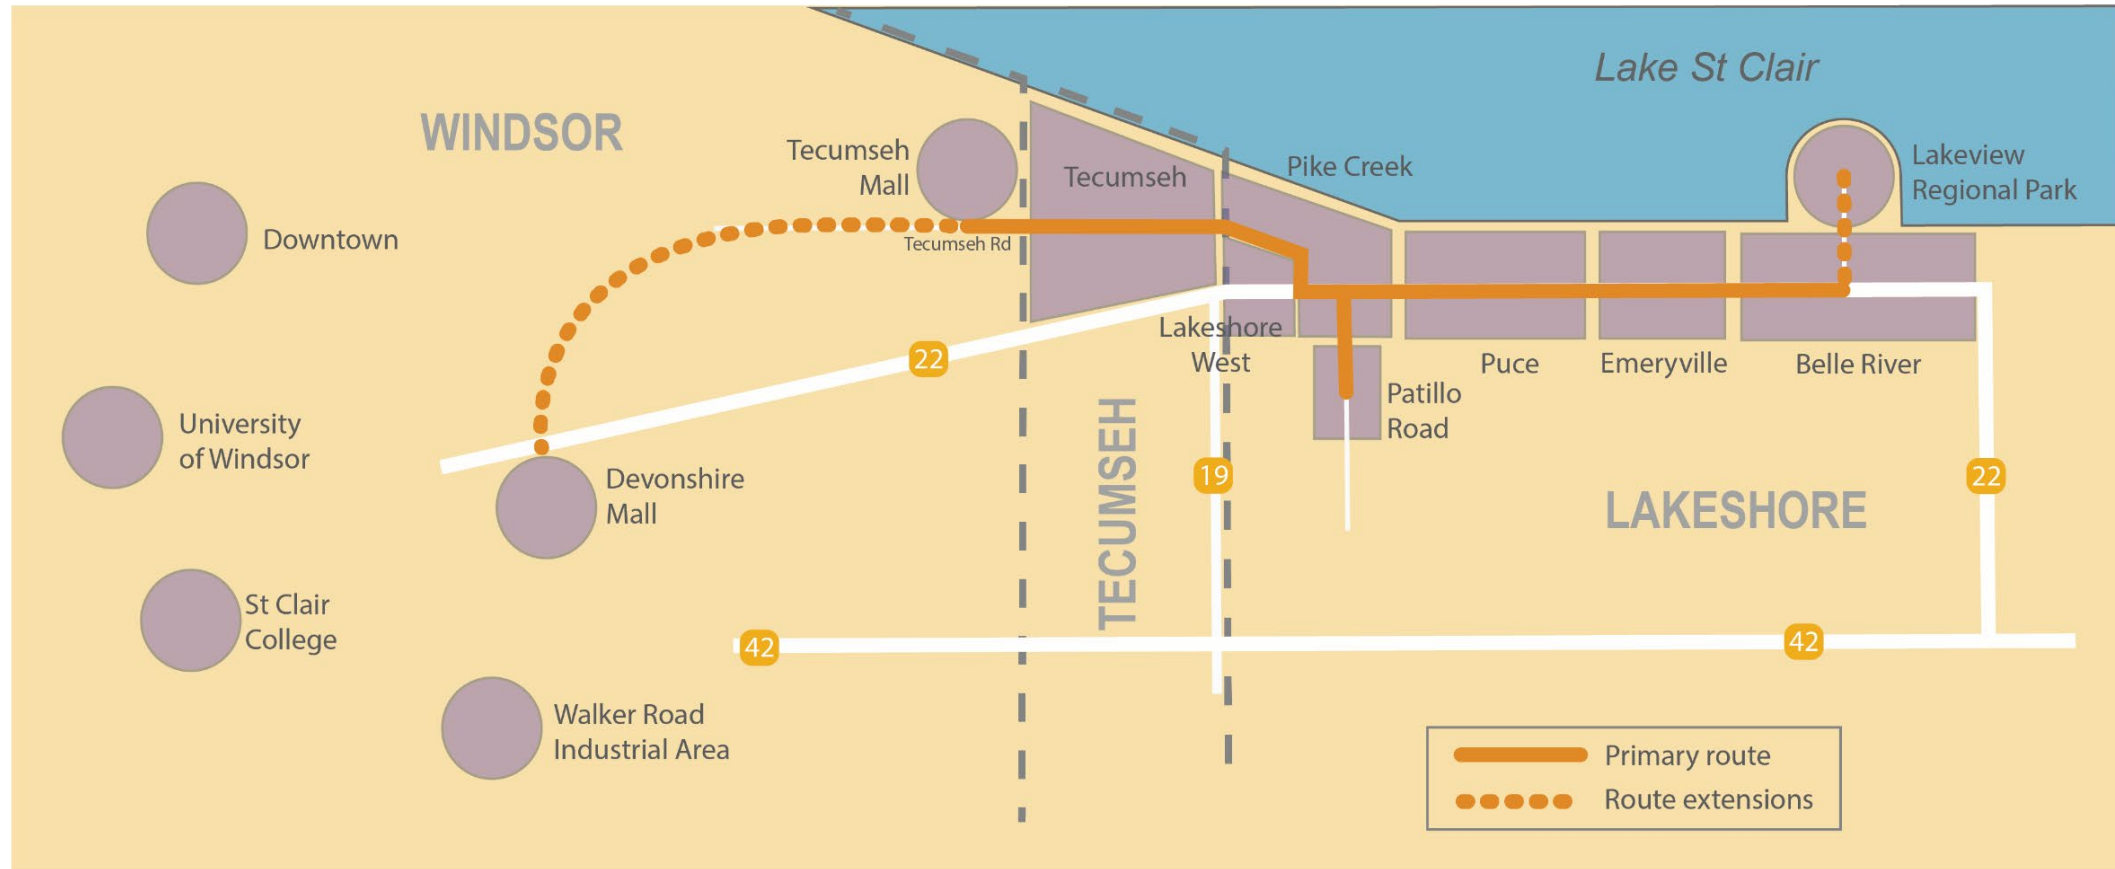 Lake St Clair
WINDSOR
Tecumseh
Mall
Tecumseh
Pike Creek
Lakeview
Regional Park
Downtown
Tecumseh Rd
22
Lakeshore
West
Puce
Emeryville
Belle River
Patillo
Road
University
of Windsor
Devonshire
Mall
TECUMSEH
19
22
LAKESHORE
St Clair
College
42
42
Walker Road
Industrial Area
Primary route
Route extensions